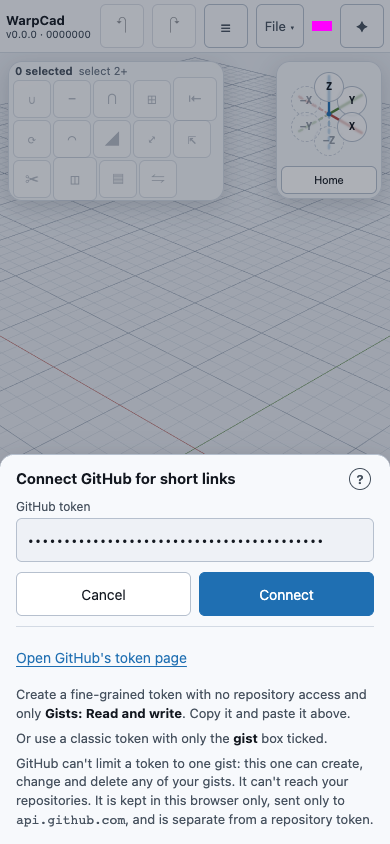 WarpCad
v0.0.0 · 0000000
File
0 selected select 2+
Z
−X
Y
−Y
X
−Z
Home
Connect GitHub for short links
?
GitHub token
Cancel
Connect
Open GitHub's token page
Create a fine-grained token with no repository access and
only Gists: Read and write. Copy it and paste it above.
Or use a classic token with only the gist box ticked.
GitHub can't limit a token to one gist: this one can create,
change and delete any of your gists. It can't reach your
repositories. It is kept in this browser only, sent only to
api.github.com, and is separate from a repository token.